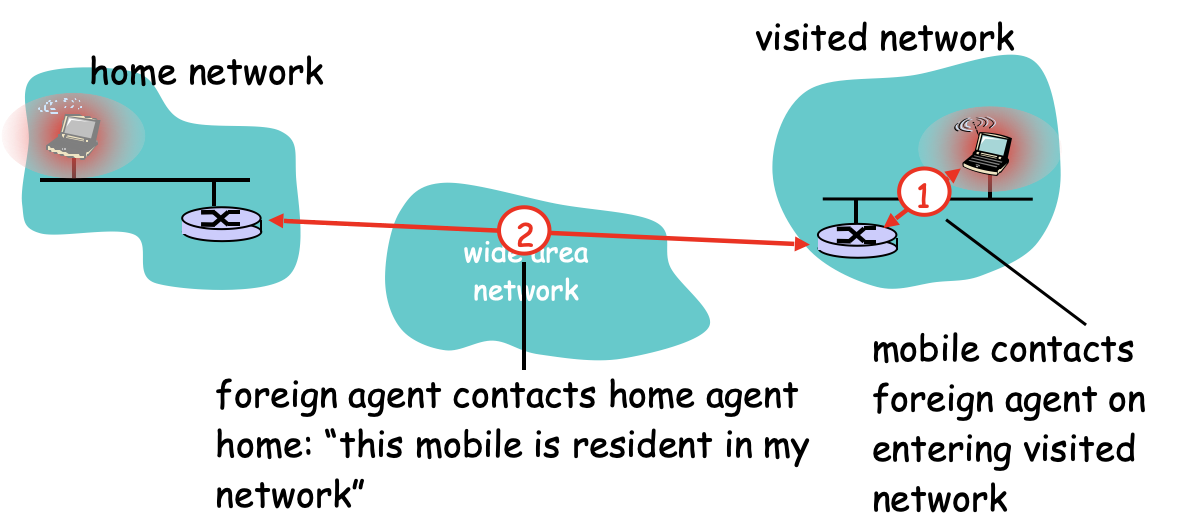 visited network
home network
1
2
wide area
network
mobile contacts
foreign agent on
entering visited
network
foreign agent contacts home agent
home: “this mobile is resident in my
network”